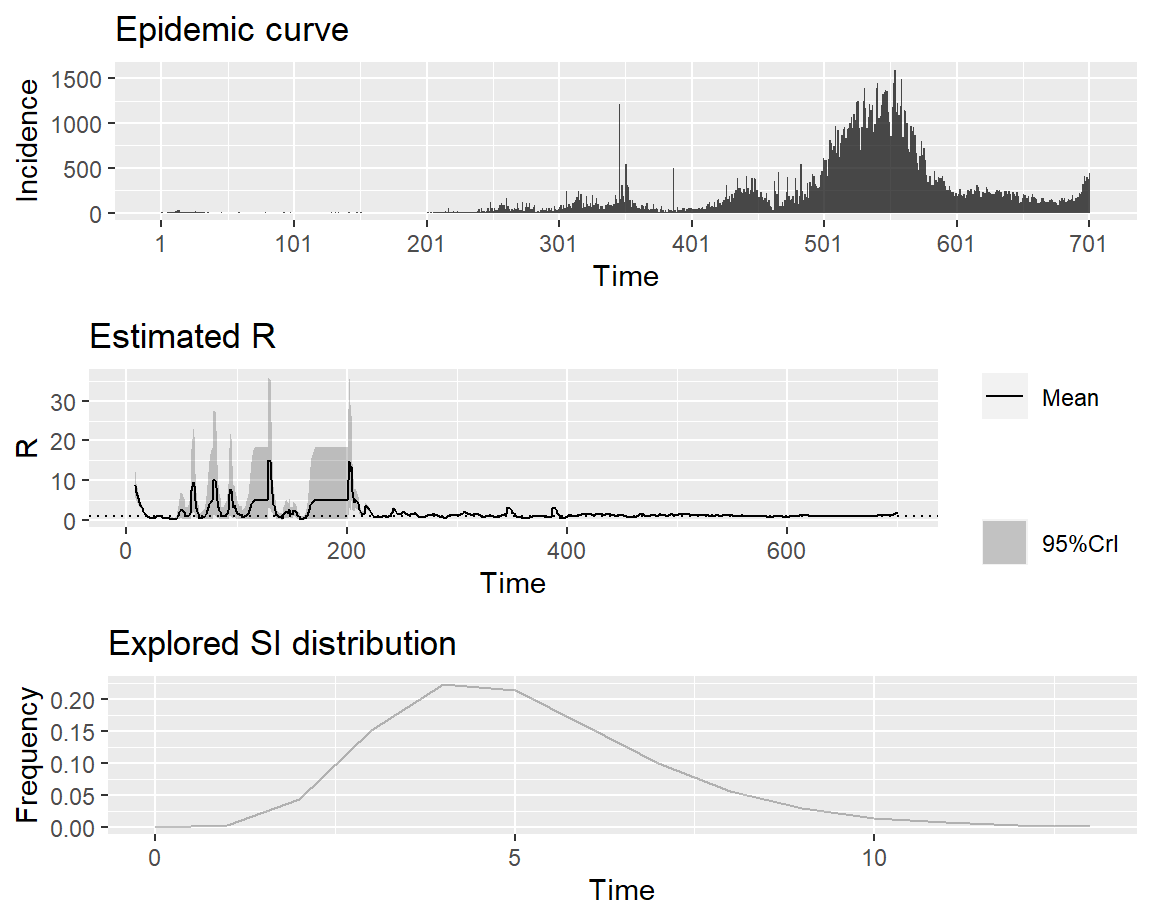 Epidemic curve
Incidence
1500
1000
500
0
1 101 201 301 401 501 601 701
Time
Estimated R
R
30
20
10
0
0 200 400 600
Time
Mean
95%CrI
Explored SI distribution
Frequency
0.20
0.15
0.10
0.05
0.00
0 5 10
Time